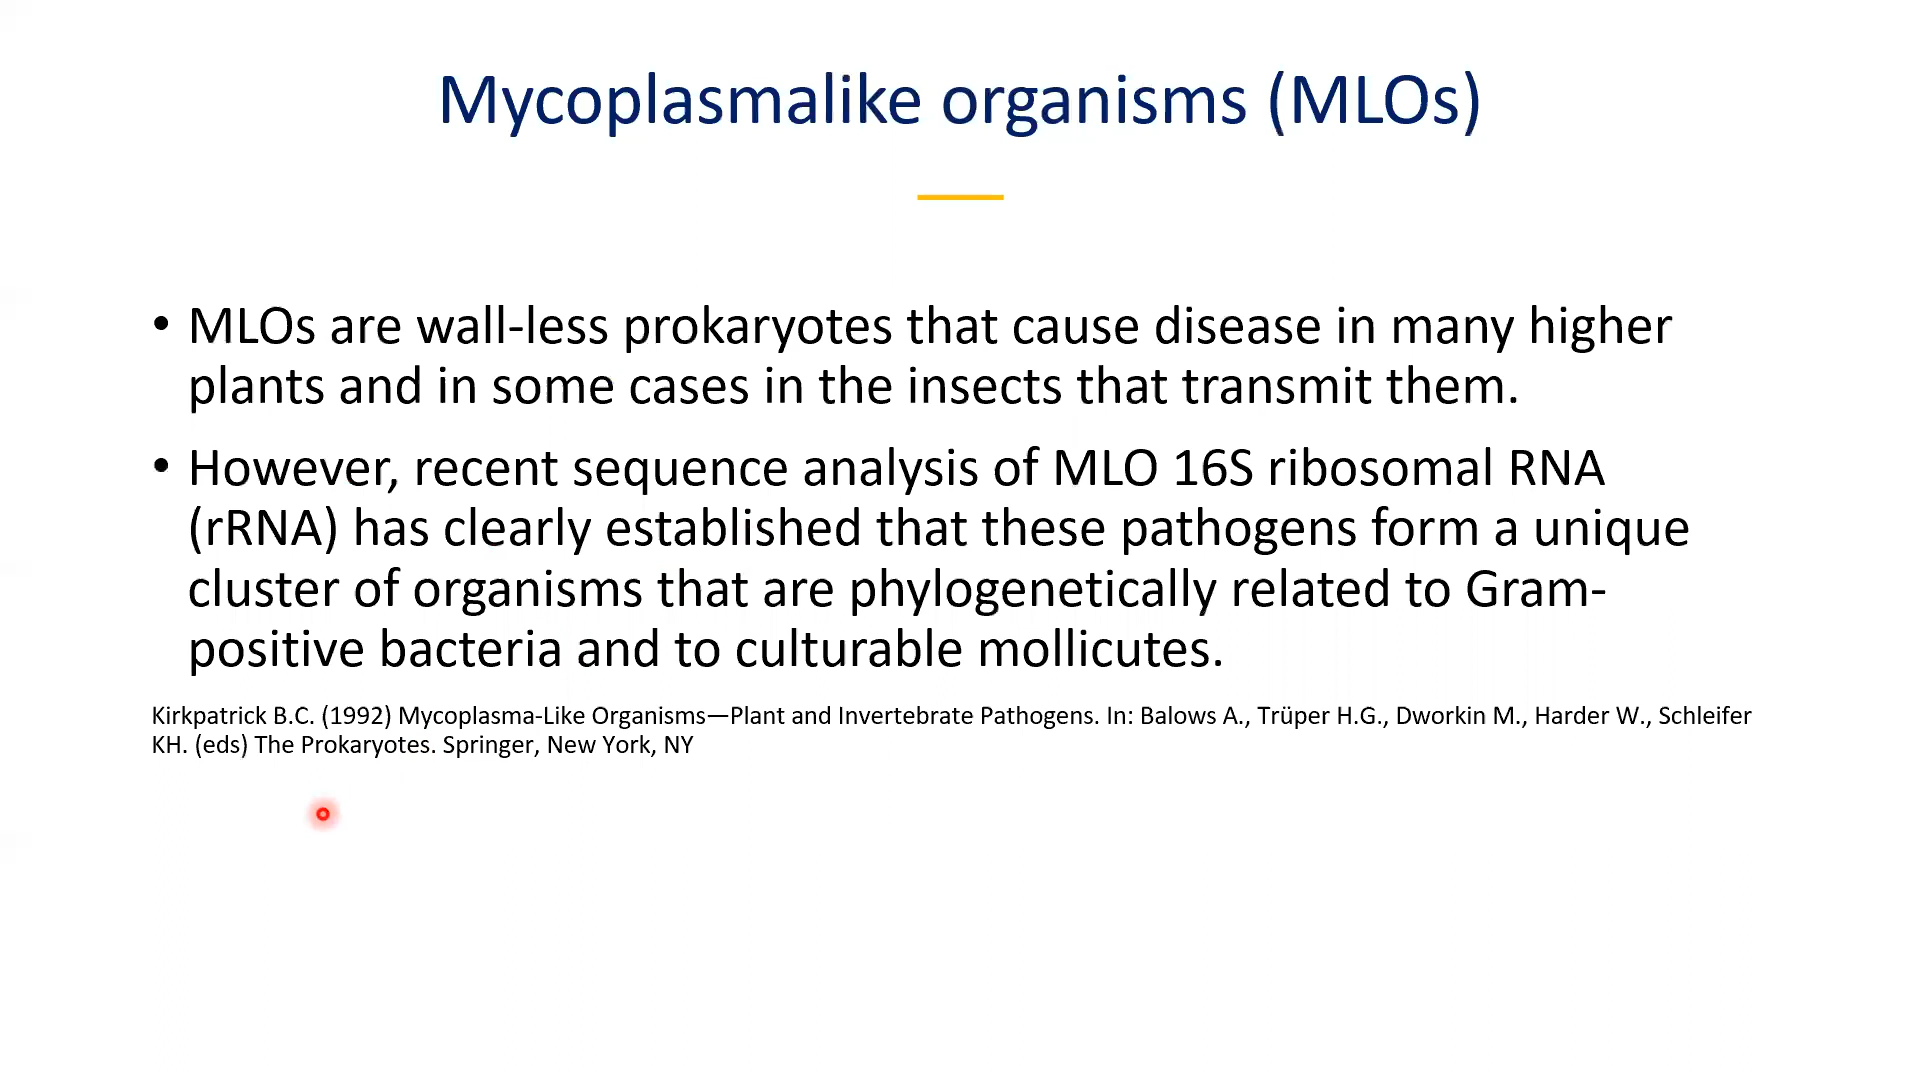 Mycoplasmalike organisms (MLOs)
• MLOs are wall-less prokaryotes that cause disease in many higher
plants and in some cases in the insects that transmit them.
• However, recent sequence analysis of MLO 16S ribosomal RNA
(rRNA) has clearly established that these pathogens form a unique
cluster of organisms that are phylogenetically related to Gram-
positive bacteria and to culturable mollicutes.
Kirkpatrick B.C. (1992) Mycoplasma-Like Organisms—Plant and Invertebrate Pathogens. In: Balows A., Trüper H.G., Dworkin M., Harder W., Schleifer
KH. (eds) The Prokaryotes. Springer, New York, NY